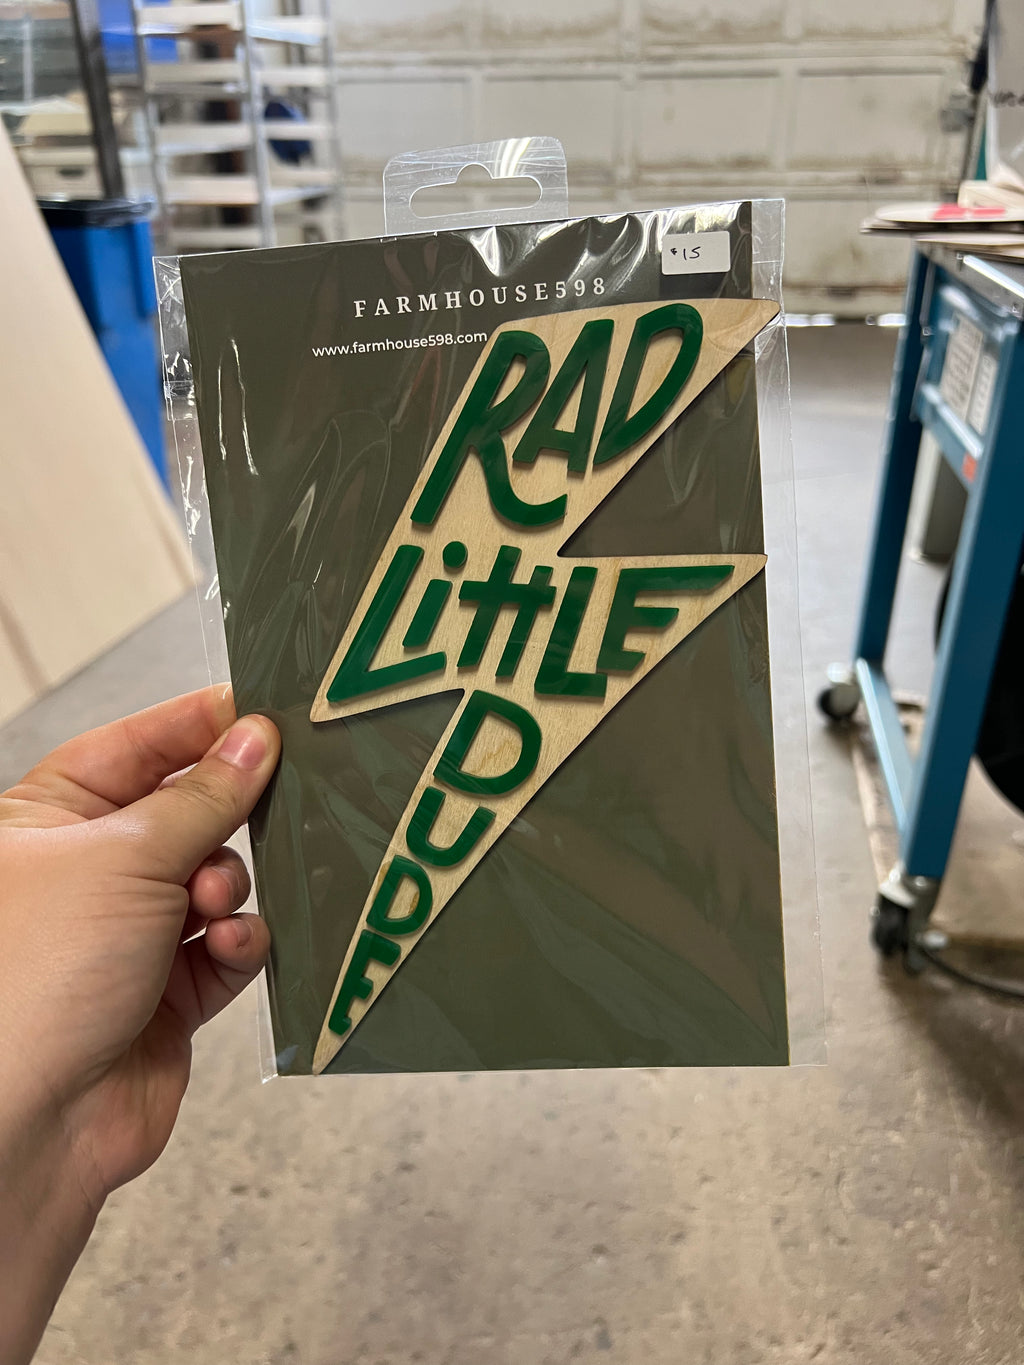 $15
FARMHOUSE598
www.farmhouse598.com
RAD
LittLE
DUDE